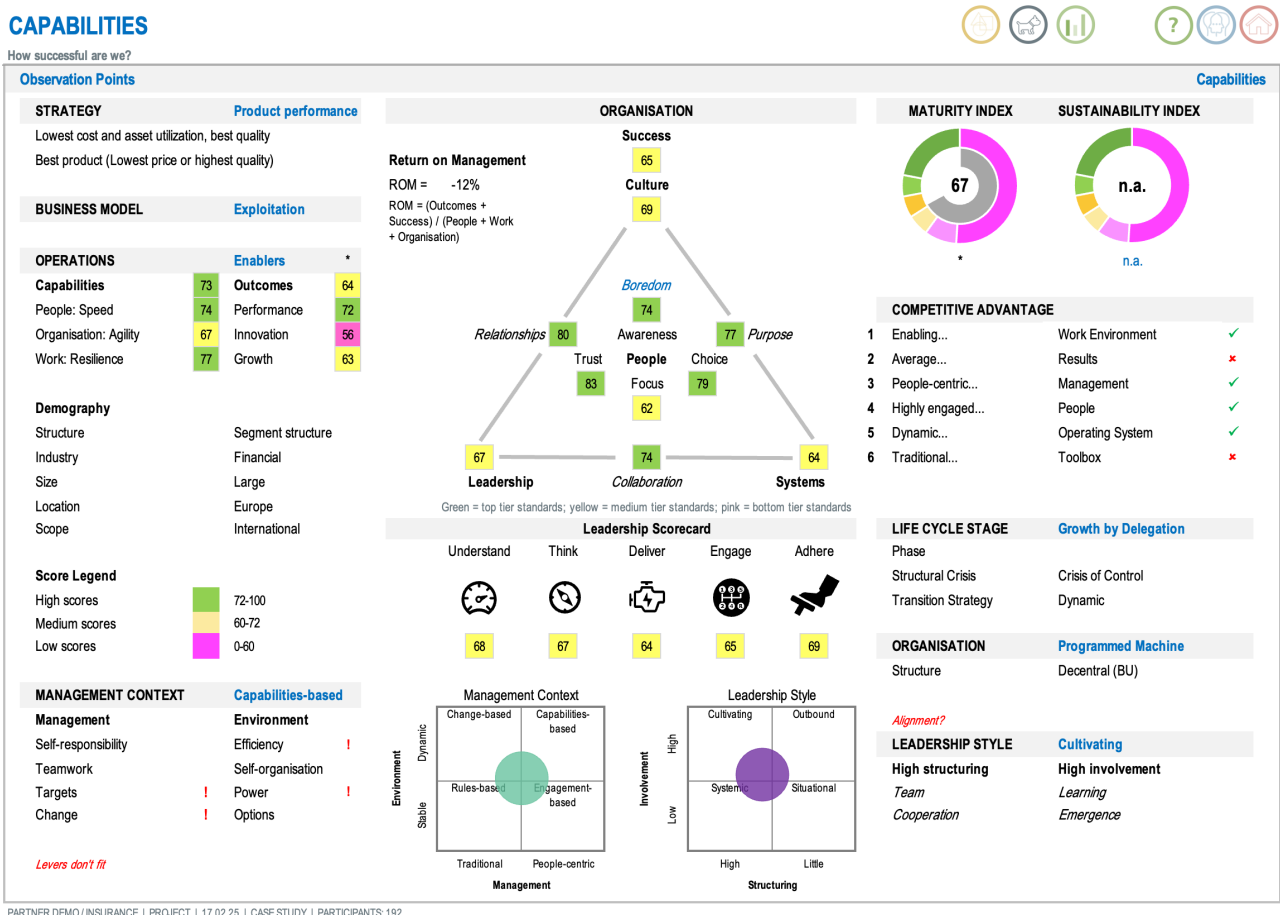 CAPABILITIES
?
How successful are we?
Observation Points
Capabilities
STRATEGY Product performance
Lowest cost and asset utilization, best quality
Best product (Lowest price or highest quality)
BUSINESS MODEL Exploitation
OPERATIONS Enablers *
Capabilities 73 Outcomes 64
People: Speed 74 Performance 72
Organisation: Agility 67 Innovation 56
Work: Resilience 77 Growth 63
Demography
Structure Segment structure
Industry Financial
Size Large
Location Europe
Scope International
Score Legend
High scores 72-100
Medium scores 60-72
Low scores 0-60
MANAGEMENT CONTEXT Capabilities-based
Management Environment
Self-responsibility Efficiency !
Teamwork Self-organisation
Targets ! Power !
Change ! Options
Levers don't fit
ORGANISATION
Success
65
Return on Management
ROM = -12%
ROM = (Outcomes +
Success) / (People + Work
+ Organisation)
Culture
69
Boredom
74
Relationships 80 Awareness 77 Purpose
Trust People Choice
83 Focus 79
62
67 74 64
Leadership Collaboration Systems
Green = top tier standards; yellow = medium tier standards; pink = bottom tier standards
Leadership Scorecard
Understand Think Deliver Engage Adhere
1 3 5
2 4 6
68 67 64 65 69
Management Context
Change-based Capabilities-
based
Rules-based Engagement-
based
Environment
Dynamic
Stable
Traditional People-centric
Management
Leadership Style
Cultivating Outbound
Systemic Situational
Involvement
High
Low
High Little
Structuring
MATURITY INDEX SUSTAINABILITY INDEX
67 n.a.
* n.a.
COMPETITIVE ADVANTAGE
1 Enabling... Work Environment ✓
2 Average... Results ✘
3 People-centric... Management ✓
4 Highly engaged... People ✓
5 Dynamic... Operating System ✓
6 Traditional... Toolbox ✘
LIFE CYCLE STAGE Growth by Delegation
Phase
Structural Crisis Crisis of Control
Transition Strategy Dynamic
ORGANISATION Programmed Machine
Structure Decentral (BU)
Alignment?
LEADERSHIP STYLE Cultivating
High structuring High involvement
Team Learning
Cooperation Emergence
PARTNER DEMO / INSURANCE | PROJECT | 17.02.25 | CASE STUDY | PARTICIPANTS: 192